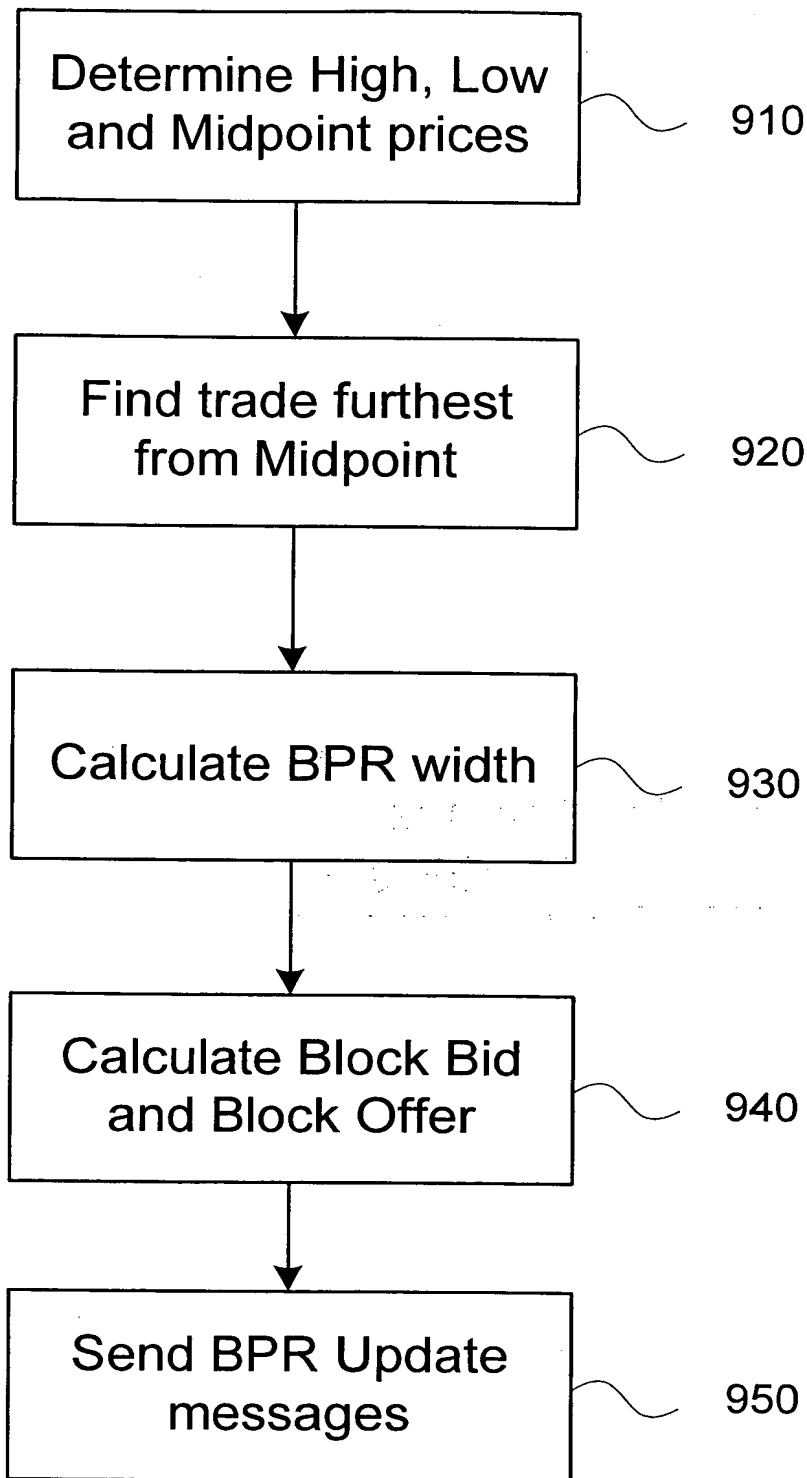 Determine High, Low
and Midpoint prices
910
Find trade furthest
from Midpoint
920
Calculate BPR width
930
Calculate Block Bid
and Block Offer
940
Send BPR Update
messages
950